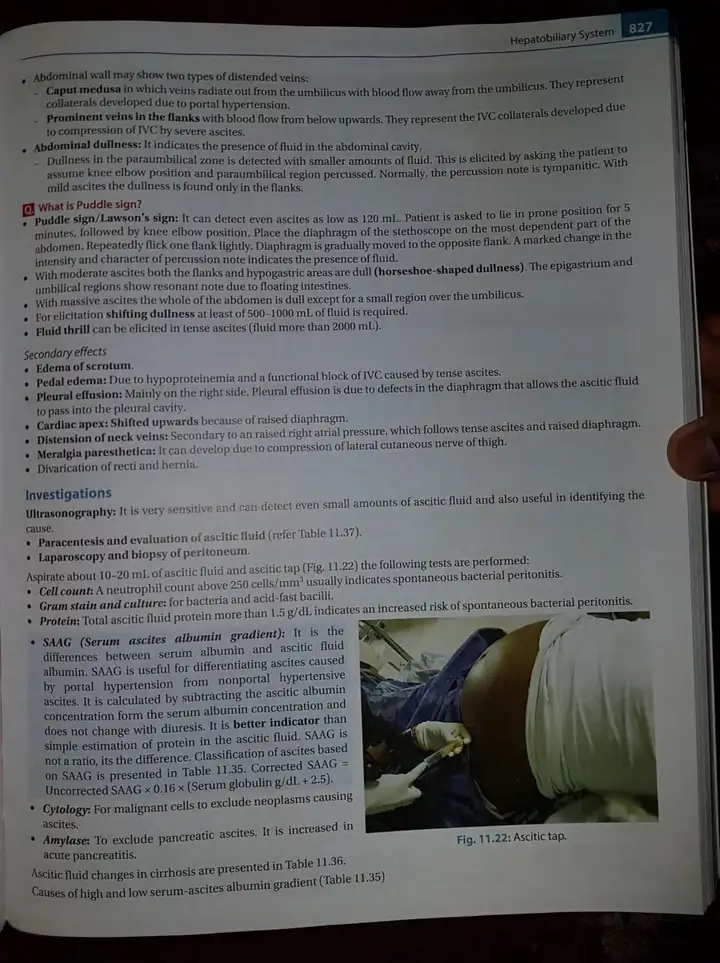 Hepatobiliary System 827
• Abdominal wall may show two types of distended veins:
– Caput medusa in which veins radiate out from the umbilicus with blood flow away from the umbilicus. They represent
collaterals developed due to portal hypertension.
– Prominent veins in the flanks with blood flow from below upwards. They represent the IVC collaterals developed due
to compression of IVC by severe ascites.
• Abdominal dullness: It indicates the presence of fluid in the abdominal cavity.
– Dullness in the paraumbilical zone is detected with smaller amounts of fluid. This is elicited by asking the patient to
assume knee elbow position and paraumbilical region percussed. Normally, the percussion note is tympanitic. With
mild ascites the dullness is found only in the flanks.
Q. What is Puddle sign?
• Puddle sign/Lawson's sign: It can detect even ascites as low as 120 mL. Patient is asked to lie in prone position for 5
minutes, followed by knee elbow position. Place the diaphragm of the stethoscope on the most dependent part of the
abdomen. Repeatedly flick one flank lightly. Diaphragm is gradually moved to the opposite flank. A marked change in the
intensity and character of percussion note indicates the presence of fluid.
• With moderate ascites both the flanks and hypogastric areas are dull (horseshoe-shaped dullness). The epigastrium and
umbilical regions show resonant note due to floating intestines.
• With massive ascites the whole of the abdomen is dull except for a small region over the umbilicus.
• For elicitation shifting dullness at least of 500–1000 mL of fluid is required.
• Fluid thrill can be elicited in tense ascites (fluid more than 2000 mL).
Secondary effects
• Edema of scrotum.
• Pedal edema: Due to hypoproteinemia and a functional block of IVC caused by tense ascites.
• Pleural effusion: Mainly on the right side. Pleural effusion is due to defects in the diaphragm that allows the ascitic fluid
to pass into the pleural cavity.
• Cardiac apex: Shifted upwards because of raised diaphragm.
• Distension of neck veins: Secondary to an raised right atrial pressure, which follows tense ascites and raised diaphragm.
• Meralgia paresthetica: It can develop due to compression of lateral cutaneous nerve of thigh.
• Divarication of recti and hernia.
Investigations
Ultrasonography: It is very sensitive and can detect even small amounts of ascitic fluid and also useful in identifying the
cause.
• Paracentesis and evaluation of ascitic fluid (refer Table 11.37).
• Laparoscopy and biopsy of peritoneum.
Aspirate about 10–20 mL of ascitic fluid and ascitic tap (Fig. 11.22) the following tests are performed:
• Cell count: A neutrophil count above 250 cells/mm³ usually indicates spontaneous bacterial peritonitis.
• Gram stain and culture: for bacteria and acid-fast bacilli.
• Protein: Total ascitic fluid protein more than 1.5 g/dL indicates an increased risk of spontaneous bacterial peritonitis.
• SAAG (Serum ascites albumin gradient): It is the
differences between serum albumin and ascitic fluid
albumin. SAAG is useful for differentiating ascites caused
by portal hypertension from nonportal hypertensive
ascites. It is calculated by subtracting the ascitic albumin
concentration form the serum albumin concentration and
does not change with diuresis. It is better indicator than
simple estimation of protein in the ascitic fluid. SAAG is
not a ratio, its the difference. Classification of ascites based
on SAAG is presented in Table 11.35. Corrected SAAG =
Uncorrected SAAG × 0.16 × (Serum globulin g/dL + 2.5).
• Cytology: For malignant cells to exclude neoplasms causing
ascites.
• Amylase: To exclude pancreatic ascites. It is increased in
acute pancreatitis.
Ascitic fluid changes in cirrhosis are presented in Table 11.36.
Causes of high and low serum-ascites albumin gradient (Table 11.35)
Fig. 11.22: Ascitic tap.